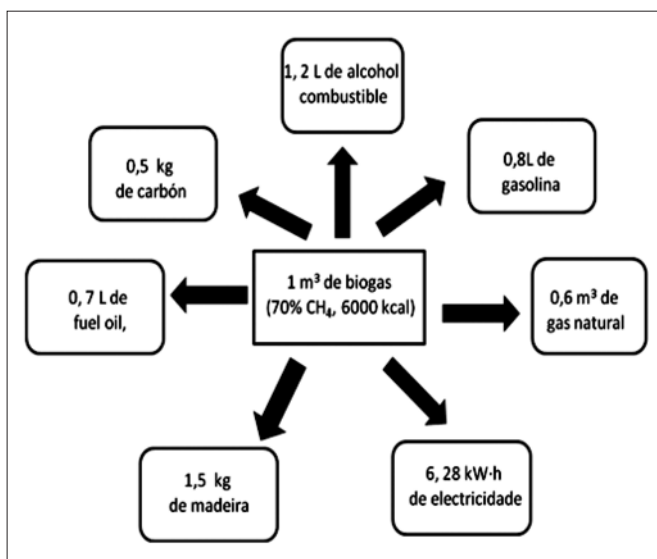 1, 2 L de alcohol
combustible
0,5 kg
de carbón
0,8L de
gasolina
1 m³ de biogas
(70% CH₄, 6000 kcal)
0, 7 L de
fuel oil,
0,6 m³ de
gas natural
1,5 kg
de madeira
6, 28 kW·h
de electricidade